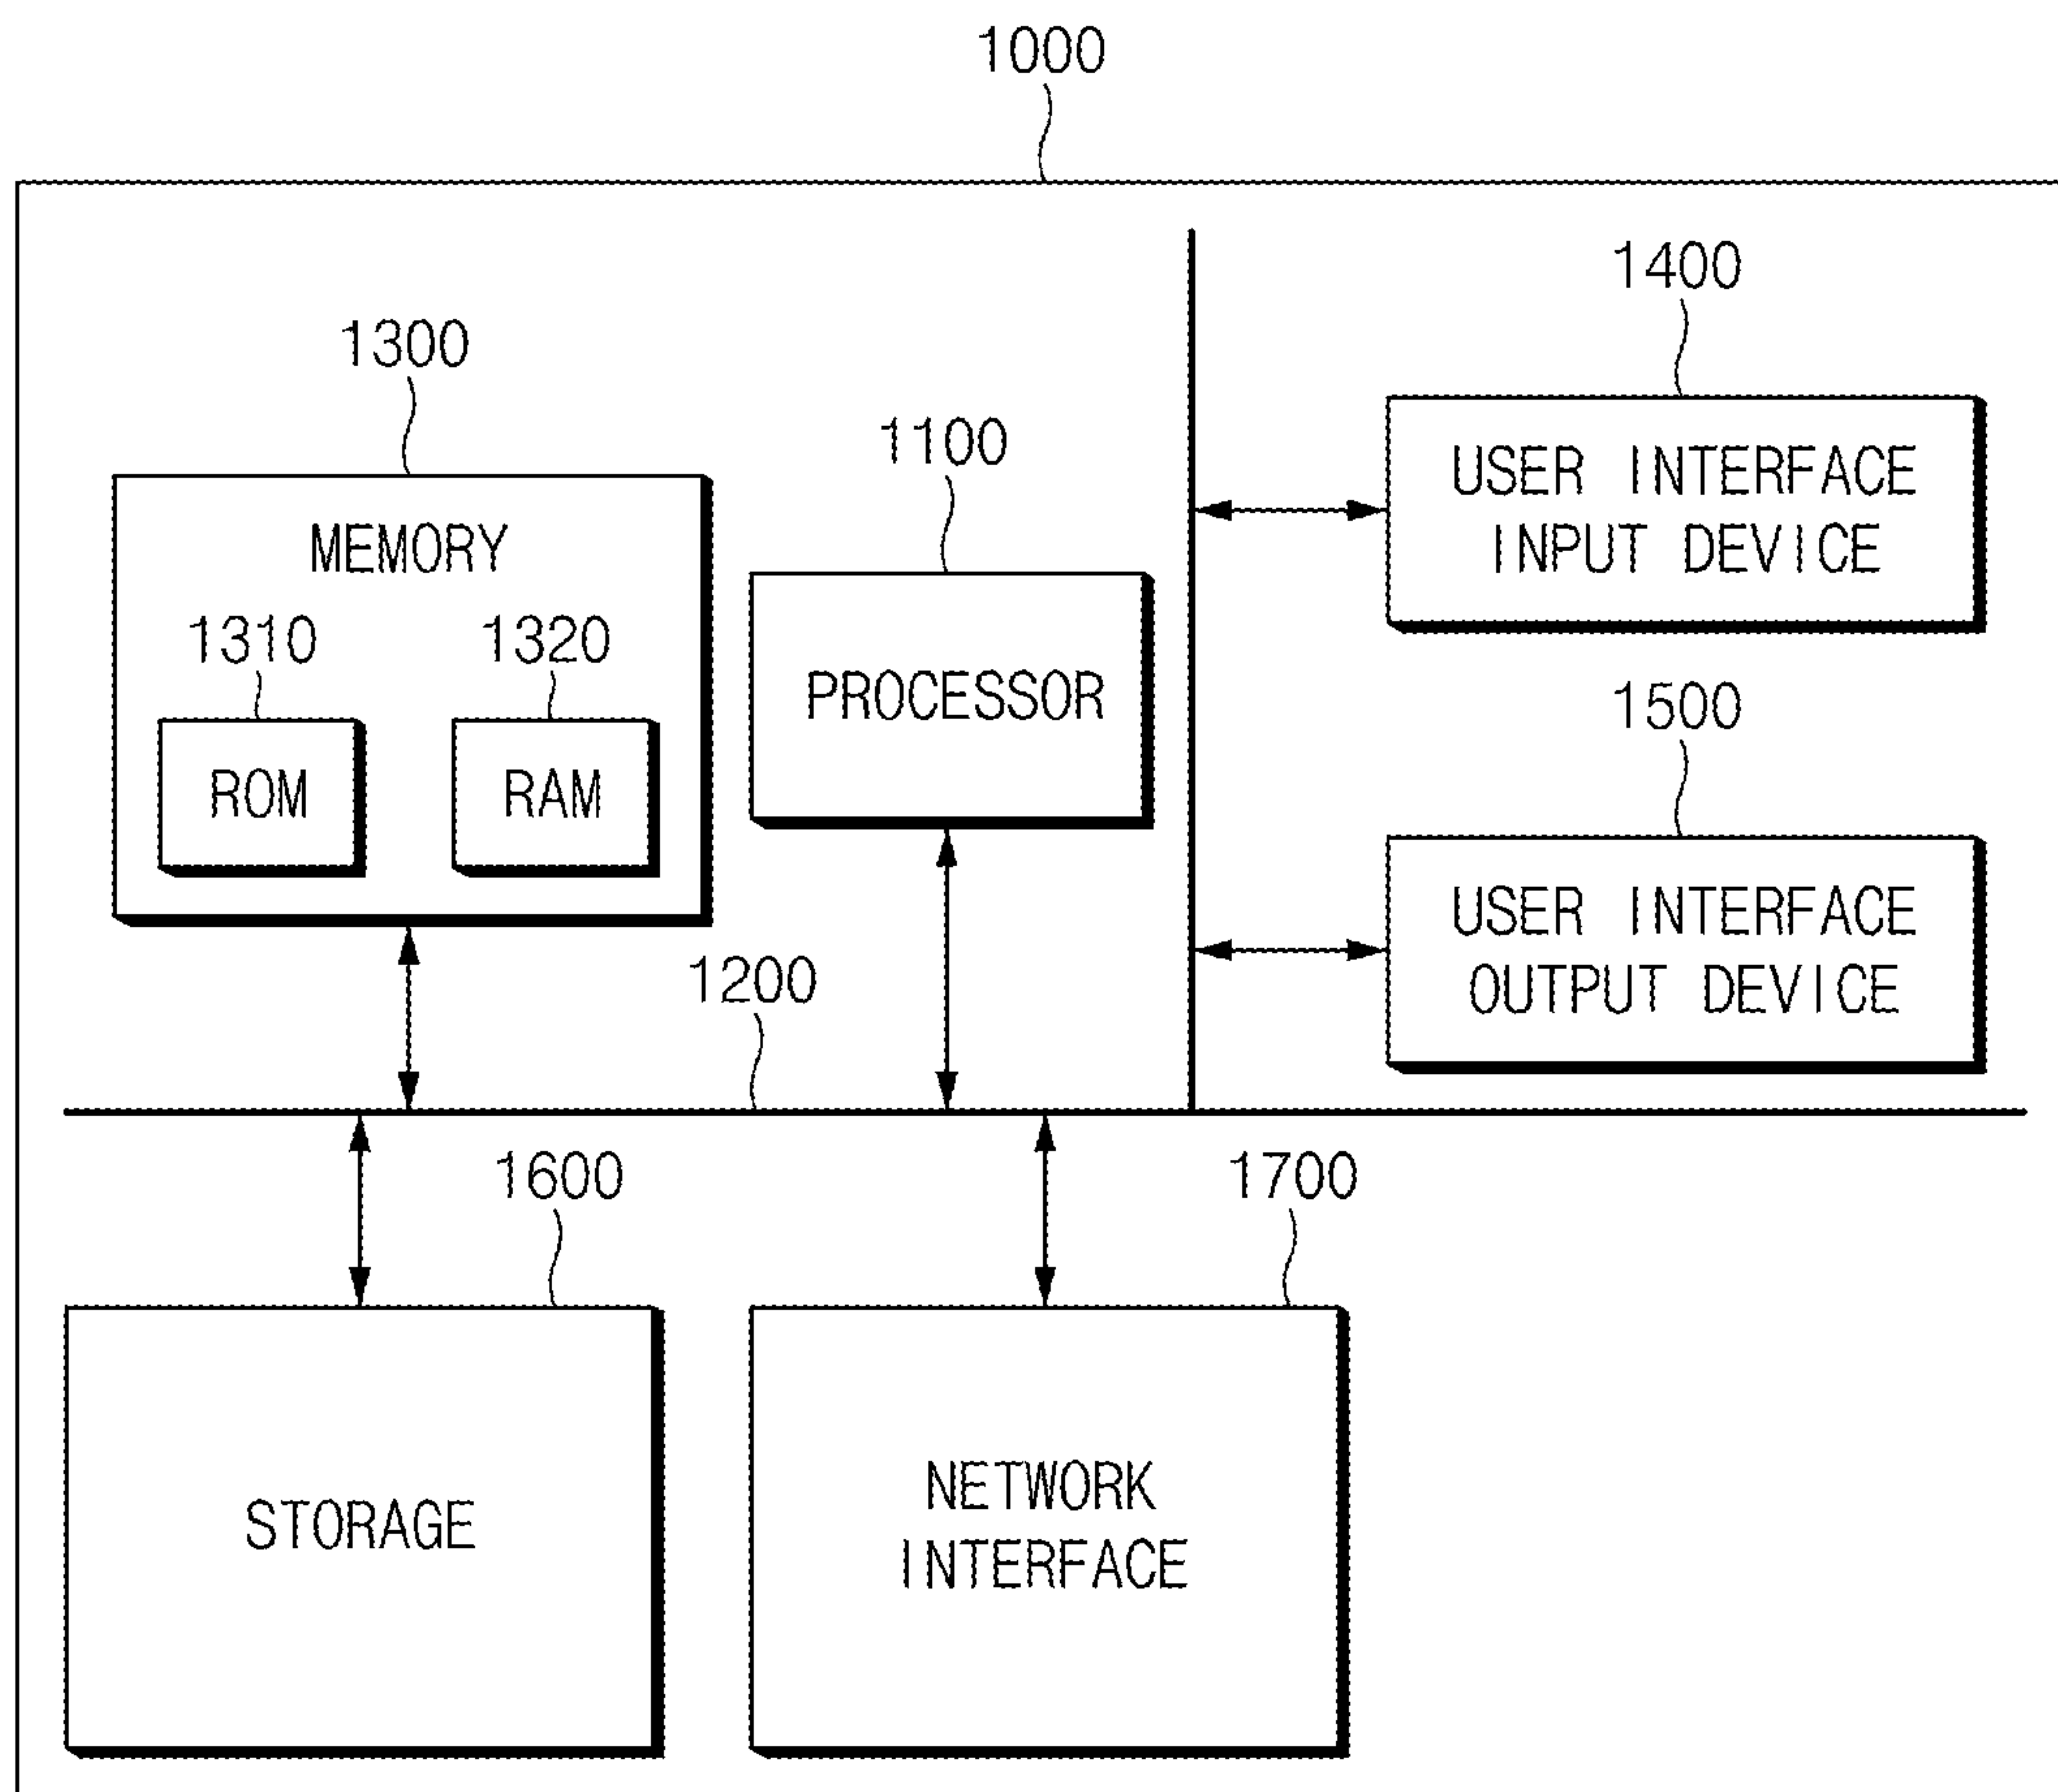 1000
1400
1300
1100
USER INTERFACE
INPUT DEVICE
MEMORY
1310
1320
PROCESSOR
1500
ROM
RAM
USER INTERFACE
OUTPUT DEVICE
1200
1600
1700
STORAGE
NETWORK
INTERFACE